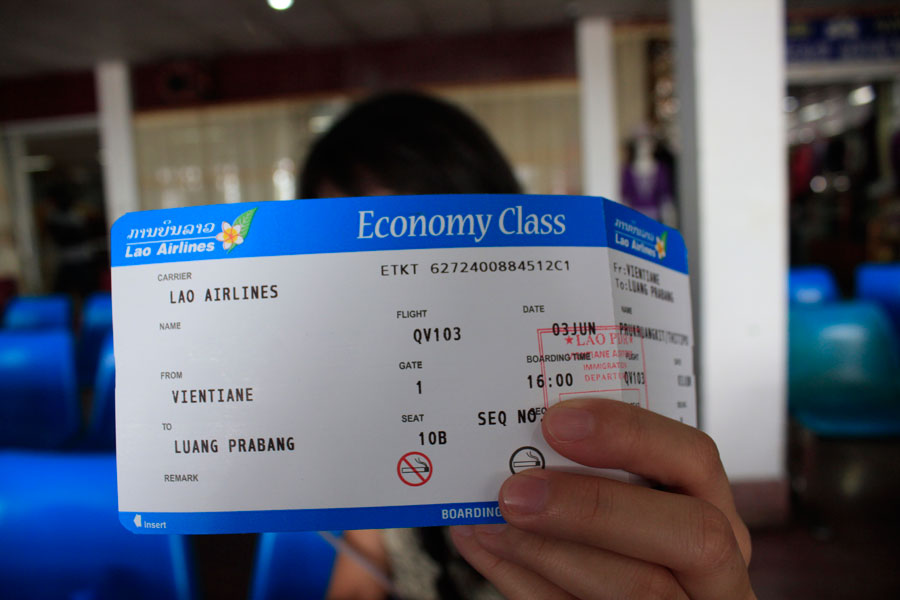 ການບິນລາວ
Lao Airlines
Economy Class
CARRIER
LAO AIRLINES
ETKT 6272400884512C1
NAME
FLIGHT
QV103
DATE
03JUN
FROM
VIENTIANE
GATE
1
BOARDING TIME
16:00
TO
LUANG PRABANG
SEAT
10B
SEQ NO.
REMARK
Insert
BOARDING
★LAO
IMMIGRATION
DEPART
ການບິນລາວ
Lao Airlines
Fr:VIENTIANE
To:LUANG PRABANG
NAME
QV103